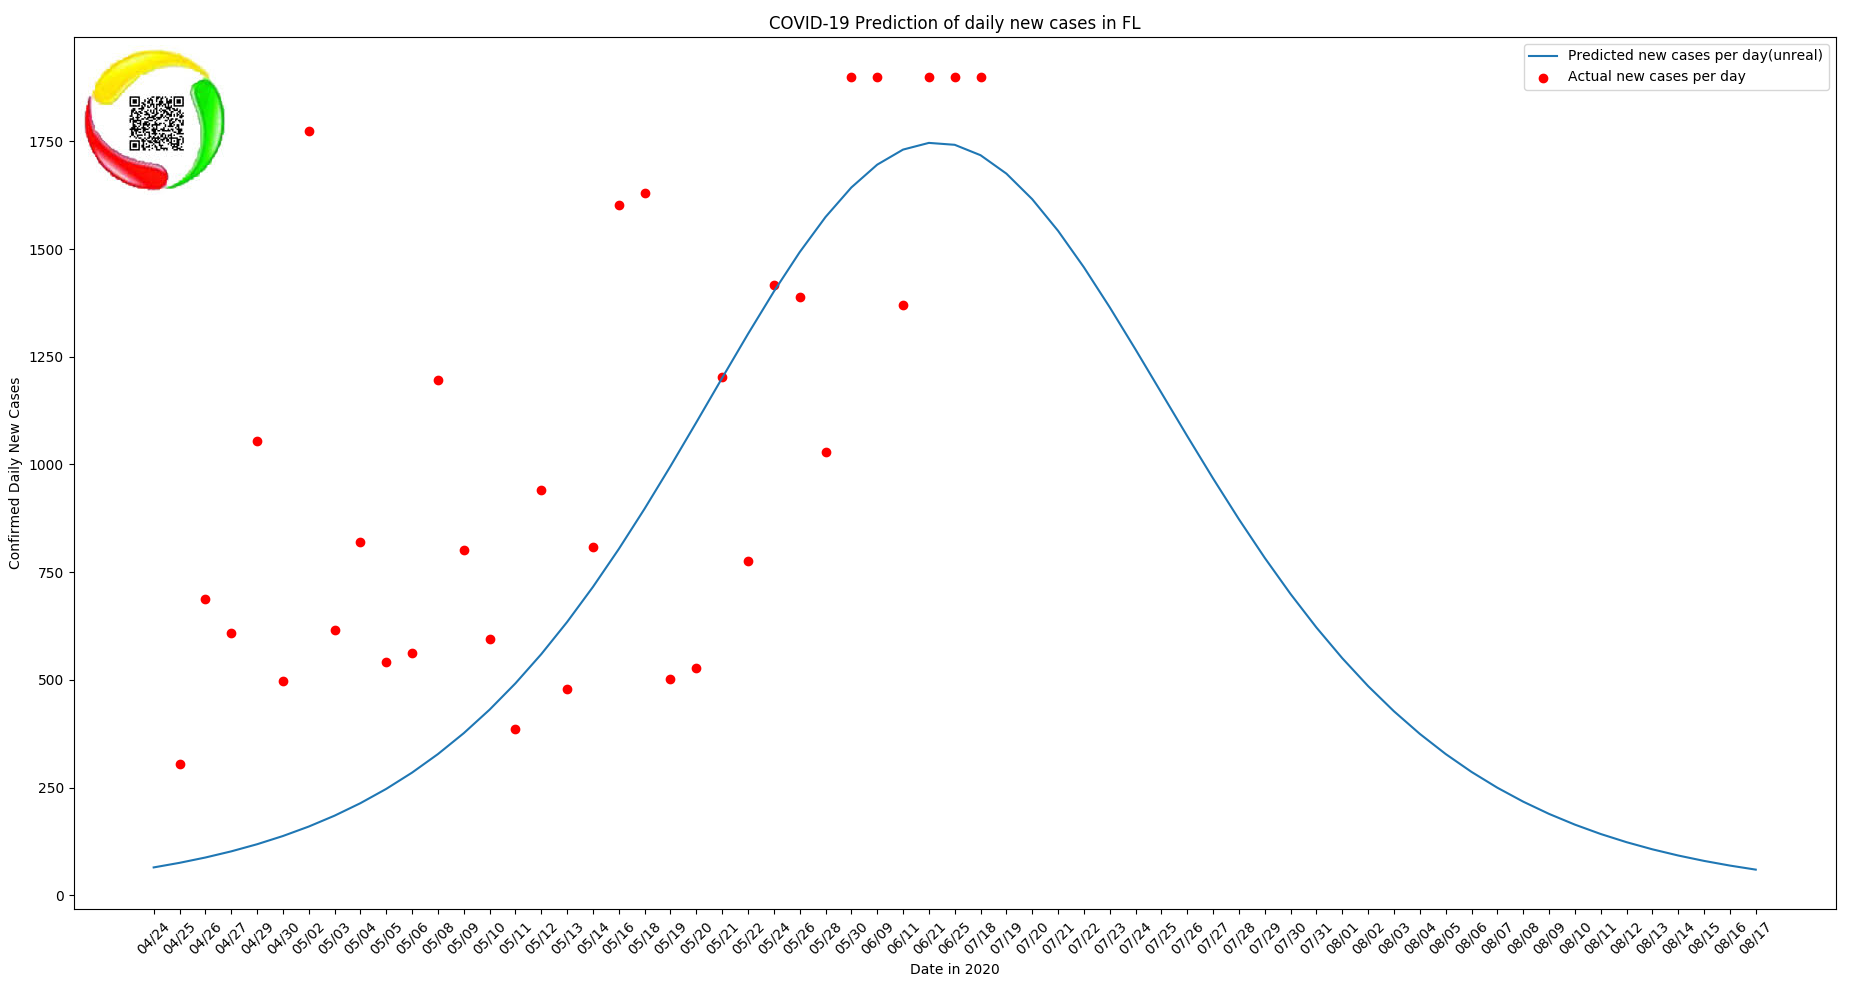 COVID-19 Prediction of daily new cases in FL
Predicted new cases per day(unreal)
Actual new cases per day
Confirmed Daily New Cases
1750
1500
1250
1000
750
500
250
0
04/24 04/25 04/26 04/27 04/29 04/30 05/02 05/03 05/04 05/05 05/06 05/08 05/09 05/10 05/11 05/12 05/13 05/14 05/16 05/18 05/19 05/20 05/21 05/22 05/24 05/26 05/28 05/30 06/09 06/11 06/21 06/25 07/18 07/19 07/20 07/21 07/22 07/23 07/24 07/25 07/26 07/27 07/28 07/29 07/30 07/31 08/01 08/02 08/03 08/04 08/05 08/06 08/07 08/08 08/09 08/10 08/11 08/12 08/13 08/14 08/15 08/16 08/17
Date in 2020